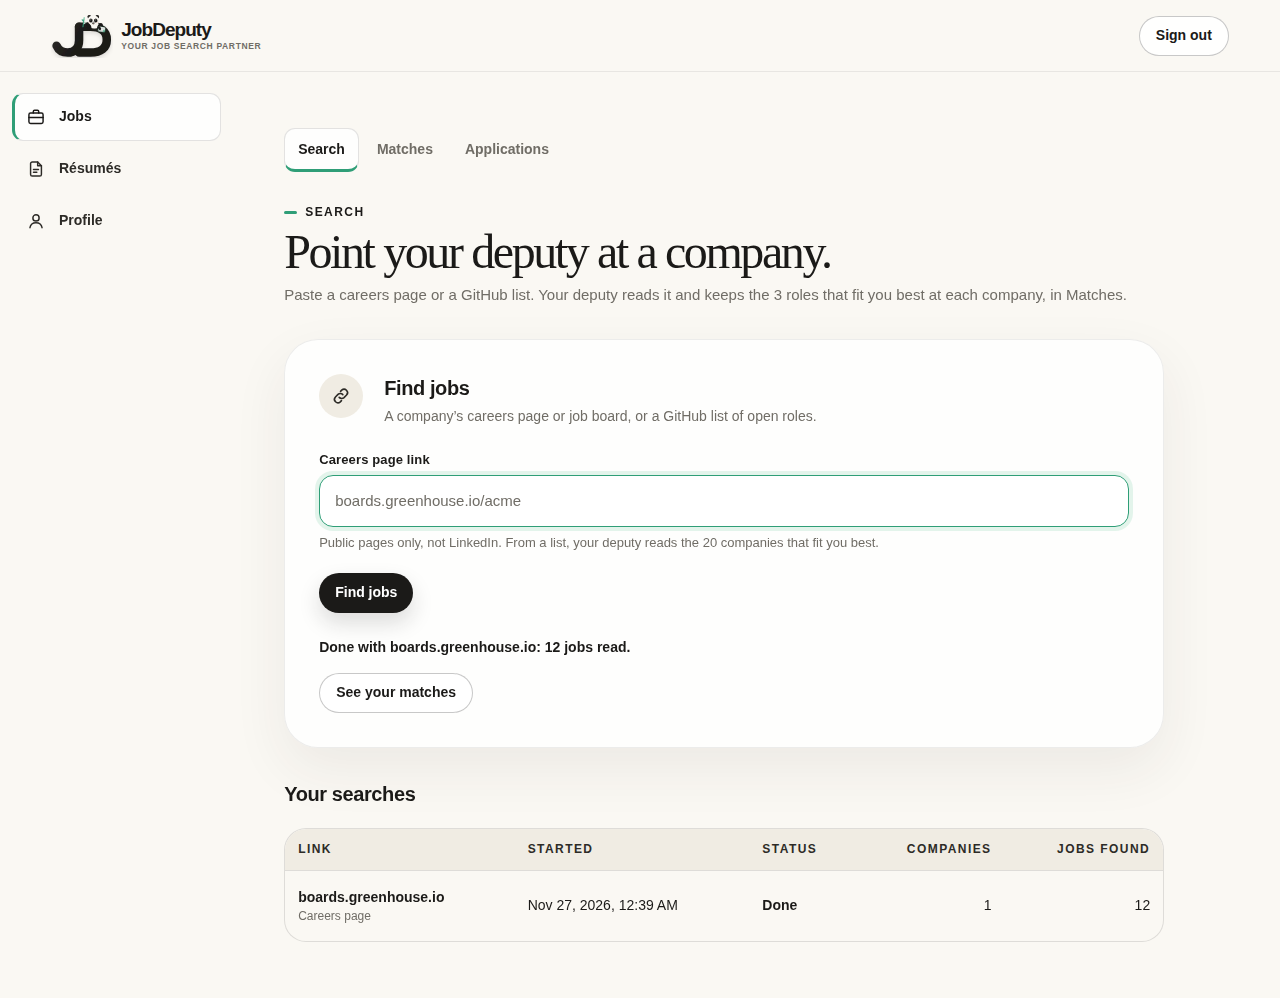 JobDeputy
YOUR JOB SEARCH PARTNER
Sign out
Jobs
Résumés
Profile
Search
Matches
Applications
SEARCH
Point your deputy at a company.
Paste a careers page or a GitHub list. Your deputy reads it and keeps the 3 roles that fit you best at each company, in Matches.
Find jobs
A company’s careers page or job board, or a GitHub list of open roles.
Careers page link
boards.greenhouse.io/acme
Public pages only, not LinkedIn. From a list, your deputy reads the 20 companies that fit you best.
Find jobs
Done with boards.greenhouse.io: 12 jobs read.
See your matches
Your searches
LINK STARTED STATUS COMPANIES JOBS FOUND
boards.greenhouse.io Nov 27, 2026, 12:39 AM Done 1 12
Careers page